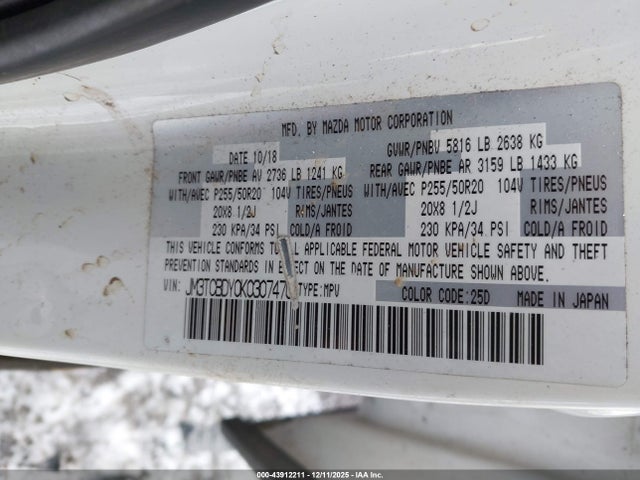 MFD. BY MAZDA MOTOR CORPORATION
DATE 10/18 GVWR/PNBV 5816 LB 2638 KG
FRONT GAWR/PNBE AV 2736 LB 1241 KG REAR GAWR/PNBE AR 3159 LB 1433 KG
WITH/AVEC P255/50R20 104V TIRES/PNEUS WITH/AVEC P255/50R20 104V TIRES/PNEUS
20X8 1/2J RIMS/JANTES 20X8 1/2J RIMS/JANTES
230 KPA/34 PSI COLD/A FROID 230 KPA/34 PSI COLD/A FROID
THIS VEHICLE CONFORMS TO ALL APPLICABLE FEDERAL MOTOR VEHICLE SAFETY AND THEFT
PREVENTION STANDARDS IN EFFECT ON THE DATE OF MANUFACTURE SHOWN ABOVE.
VIN: TYPE:MPV COLOR CODE:25D MADE IN JAPAN
000-43912211 - 12/11/2025 - IAA Inc.